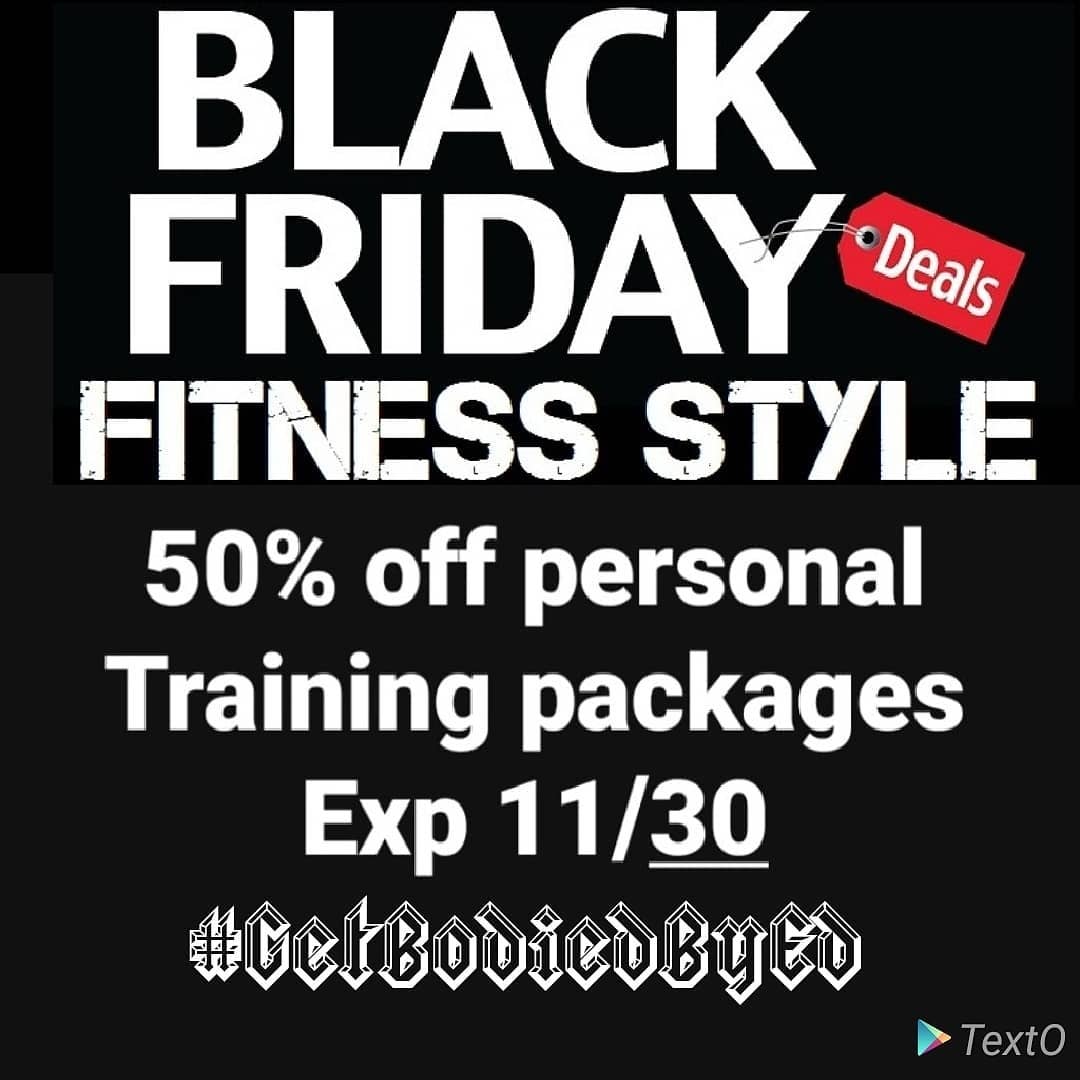 BLACK
FRIDAY
Deals
FITNESS STYLE
50% off personal
Training packages
Exp 11/30
#GetBodiedByEd
TextO